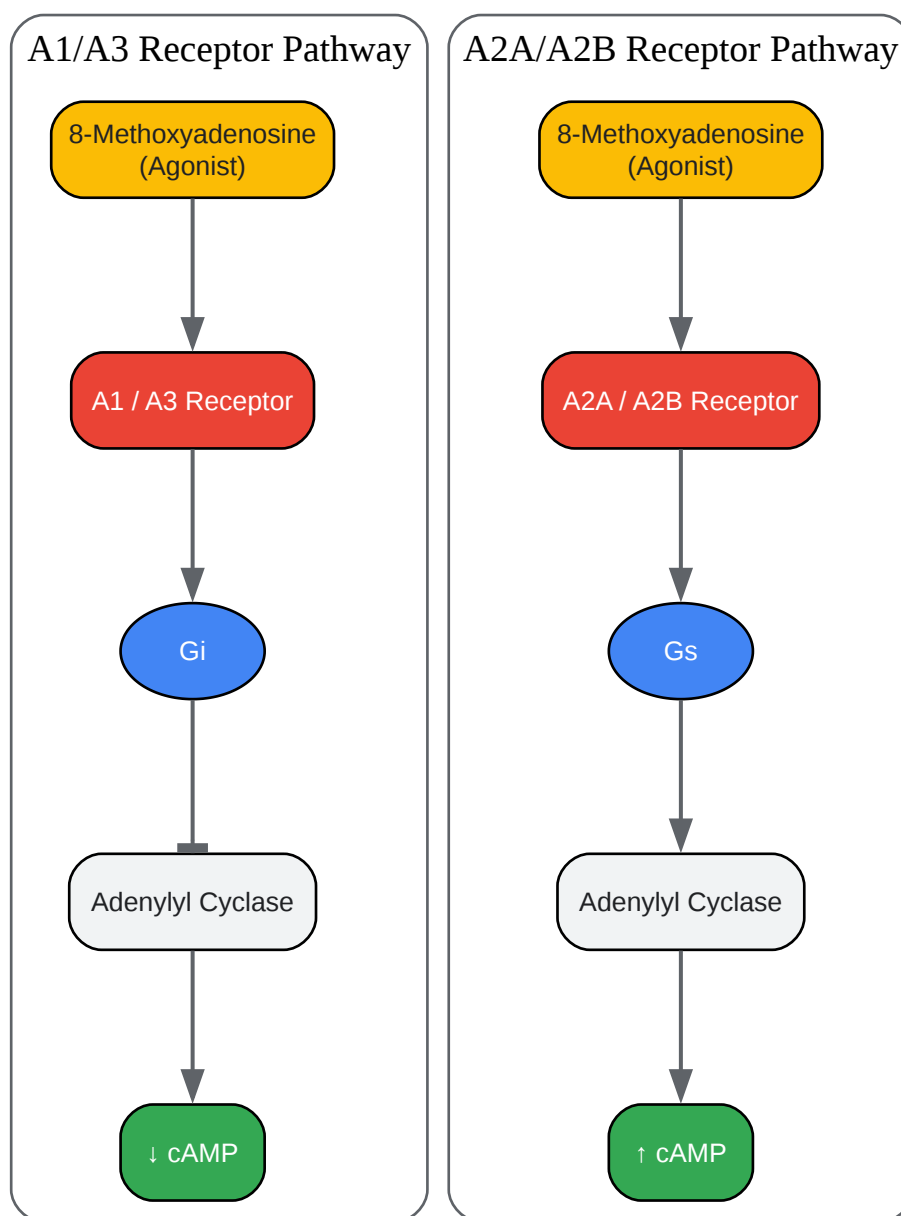 A1/A3 Receptor Pathway
8-Methoxyadenosine
(Agonist)
A1 / A3 Receptor
Gi
Adenylyl Cyclase
↓ cAMP
A2A/A2B Receptor Pathway
8-Methoxyadenosine
(Agonist)
A2A / A2B Receptor
Gs
Adenylyl Cyclase
↑ cAMP